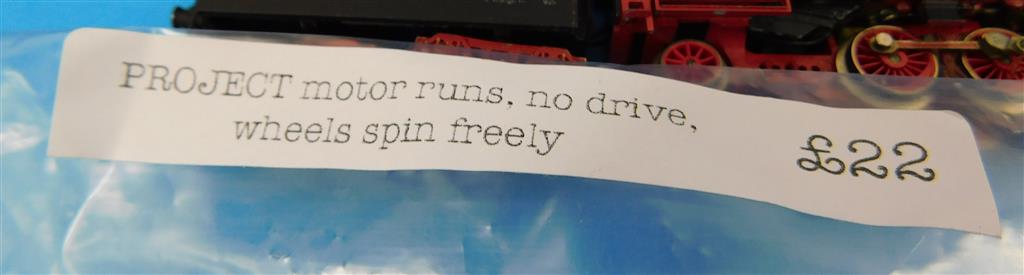 PROJECT motor runs, no drive,
wheels spin freely
£22